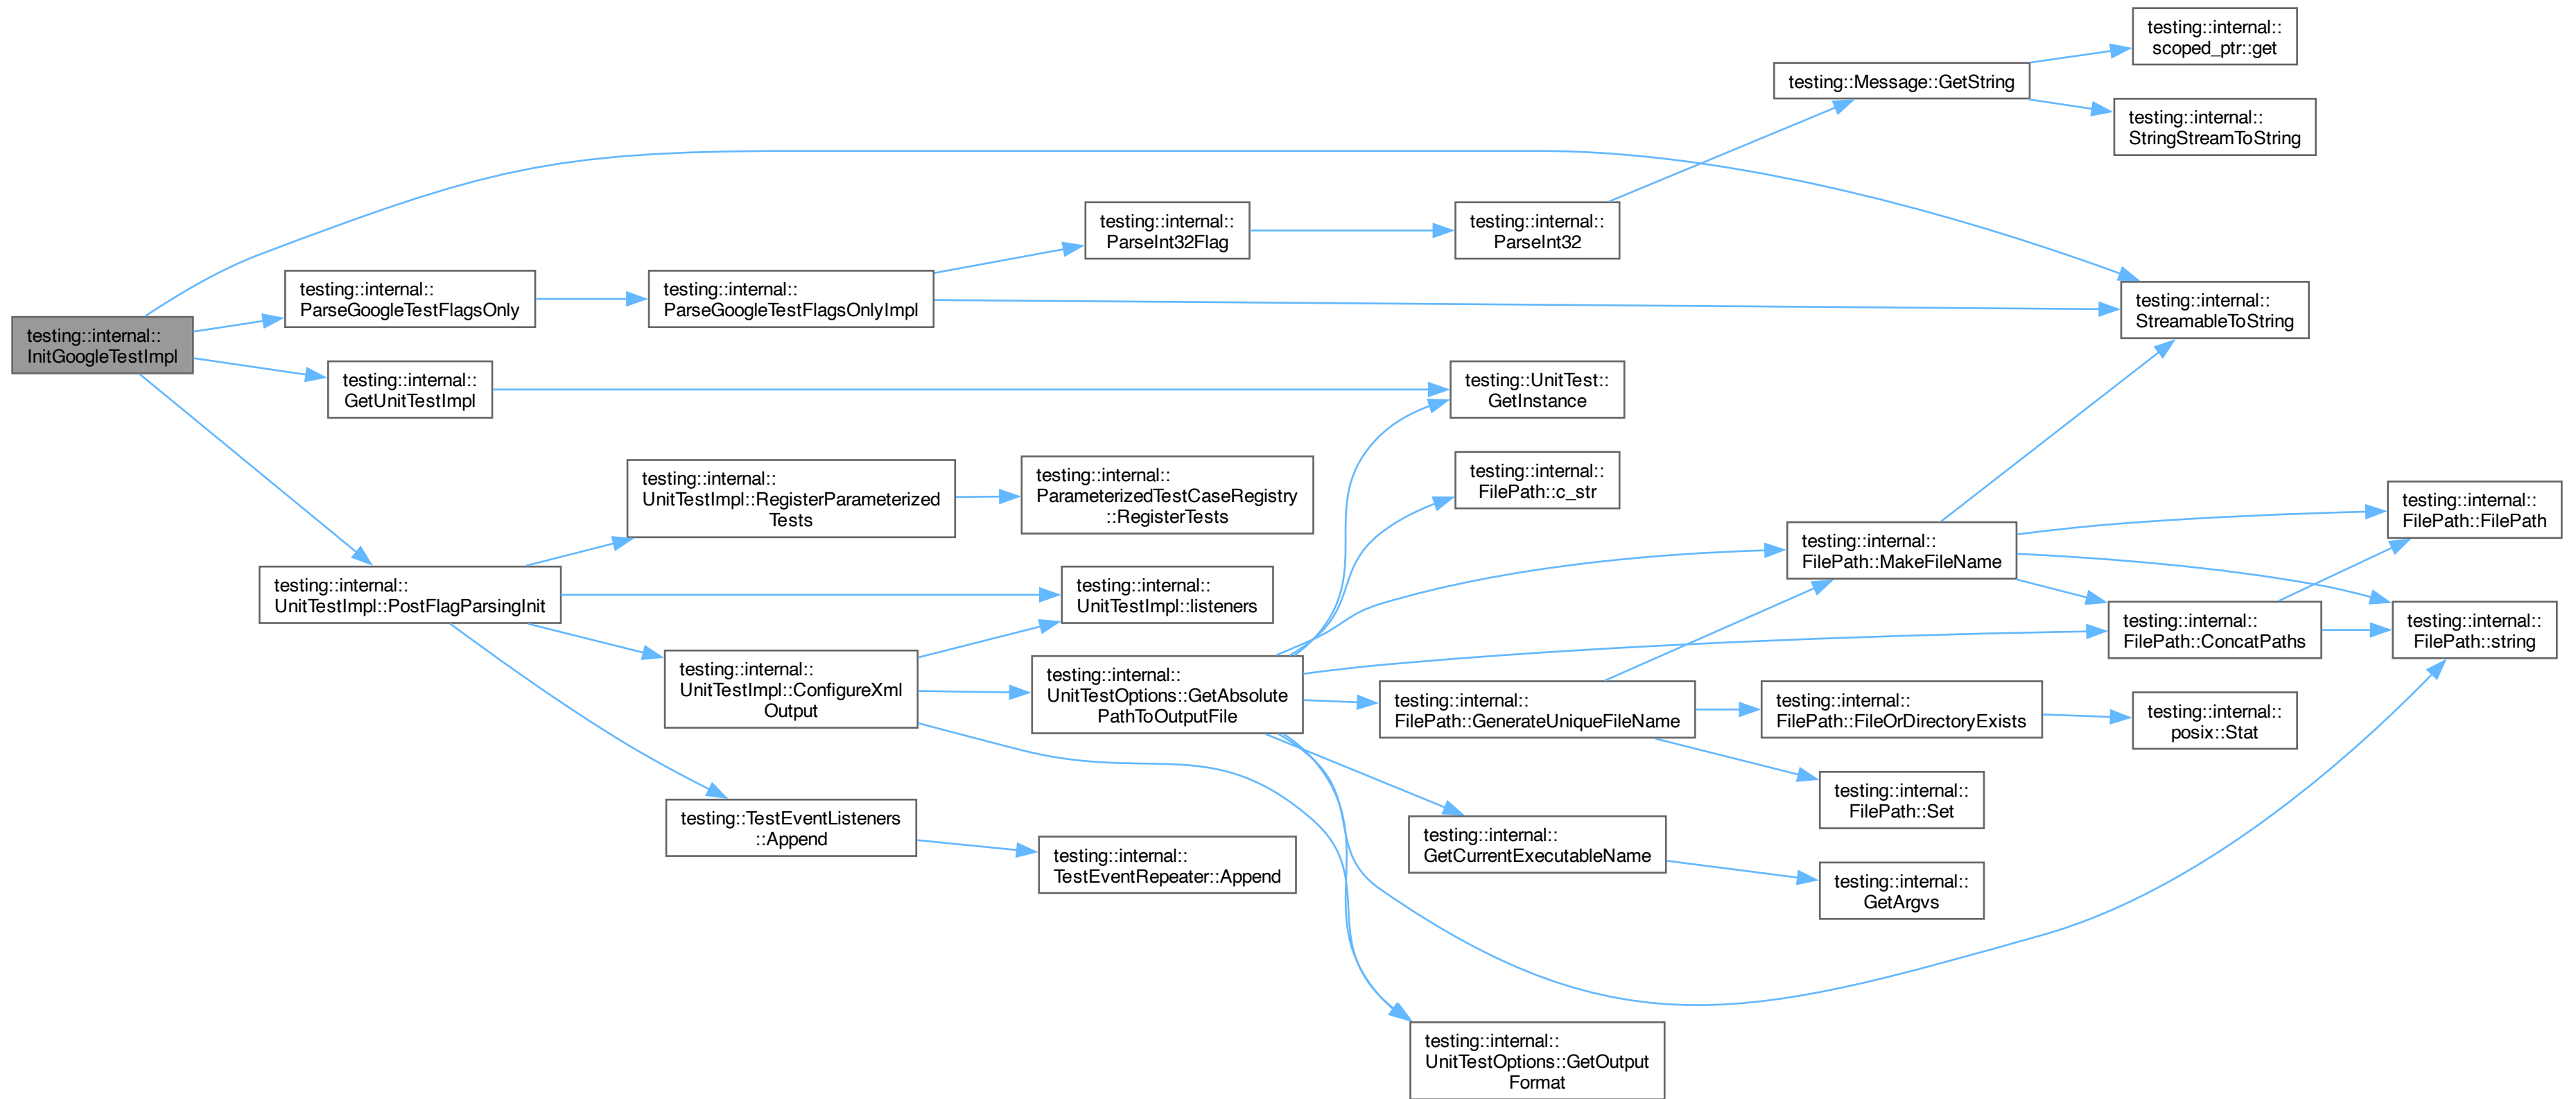 testing::internal::
InitGoogleTestImpl
testing::internal::
ParseGoogleTestFlagsOnly
testing::internal::
GetUnitTestImpl
testing::internal::
UnitTestImpl::PostFlagParsingInit
testing::internal::
ParseGoogleTestFlagsOnlyImpl
testing::internal::
UnitTestImpl::RegisterParameterized
Tests
testing::internal::
UnitTestImpl::ConfigureXml
Output
testing::TestEventListeners
::Append
testing::internal::
ParseInt32Flag
testing::internal::
ParameterizedTestCaseRegistry
::RegisterTests
testing::internal::
UnitTestImpl::listeners
testing::internal::
UnitTestOptions::GetAbsolute
PathToOutputFile
testing::internal::
TestEventRepeater::Append
testing::internal::
ParseInt32
testing::UnitTest::
GetInstance
testing::internal::
FilePath::c_str
testing::internal::
FilePath::GenerateUniqueFileName
testing::internal::
GetCurrentExecutableName
testing::internal::
UnitTestOptions::GetOutput
Format
testing::Message::GetString
testing::internal::
FilePath::MakeFileName
testing::internal::
FilePath::FileOrDirectoryExists
testing::internal::
FilePath::Set
testing::internal::
GetArgvs
testing::internal::
scoped_ptr::get
testing::internal::
StringStreamToString
testing::internal::
StreamableToString
testing::internal::
FilePath::ConcatPaths
testing::internal::
posix::Stat
testing::internal::
FilePath::FilePath
testing::internal::
FilePath::string